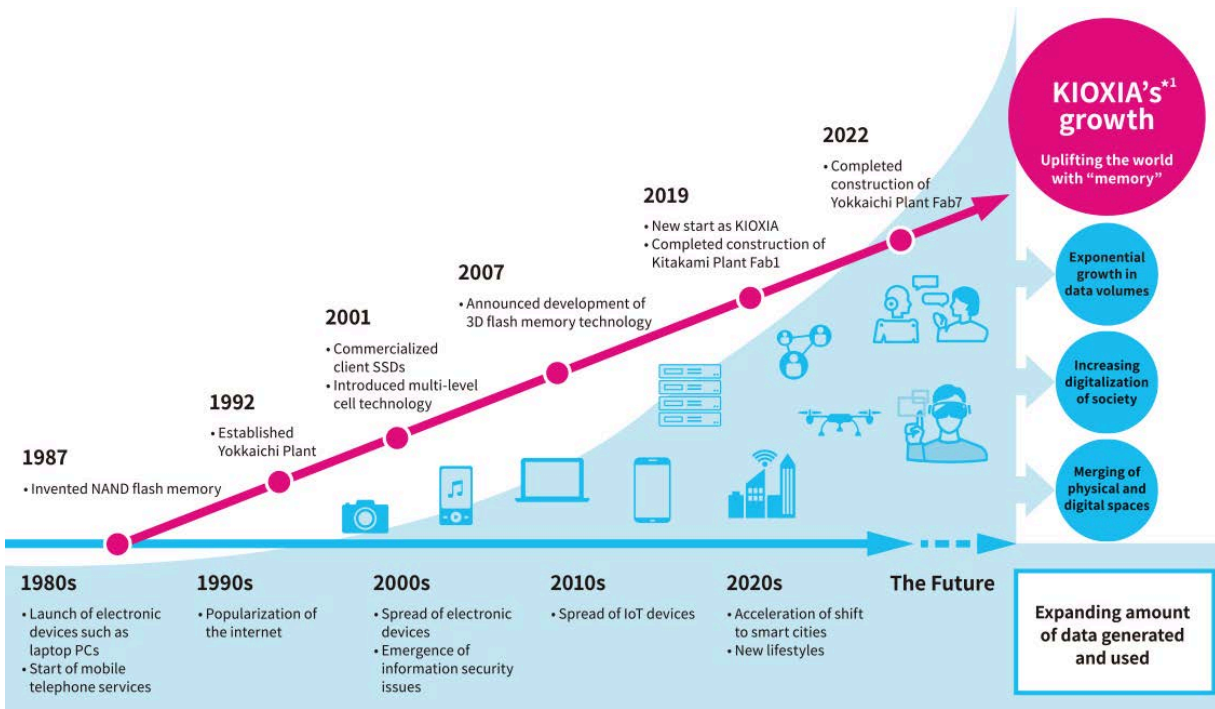 KIOXIA's★1
growth
Uplifting the world
with “memory”
2022
• Completed
construction of
Yokkaichi Plant Fab7
2019
• New start as KIOXIA
• Completed construction of
Kitakami Plant Fab1
2007
• Announced development of
3D flash memory technology
2001
• Commercialized
client SSDs
• Introduced multi-level
cell technology
1992
• Established
Yokkaichi Plant
1987
• Invented NAND flash memory
Exponential
growth in
data volumes
Increasing
digitalization
of society
Merging of
physical and
digital spaces
1980s
• Launch of electronic
devices such as
laptop PCs
• Start of mobile
telephone services
1990s
• Popularization of
the internet
2000s
• Spread of electronic
devices
• Emergence of
information security
issues
2010s
• Spread of IoT devices
2020s
• Acceleration of shift
to smart cities
• New lifestyles
The Future
Expanding amount
of data generated
and used